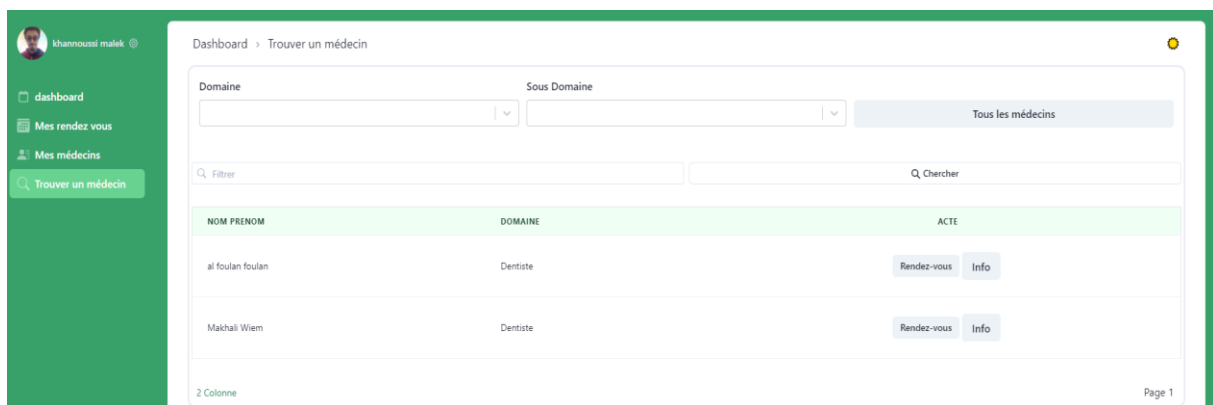 khannoussi malek
dashboard
Mes rendez vous
Mes médecins
Trouver un médecin
Dashboard > Trouver un médecin
Domaine Sous Domaine
Tous les médecins
Filtrer Chercher
NOM PRENOM DOMAINE ACTE
al foulan foulan Dentiste Rendez-vous Info
Makhali Wiem Dentiste Rendez-vous Info
2 Colonne Page 1